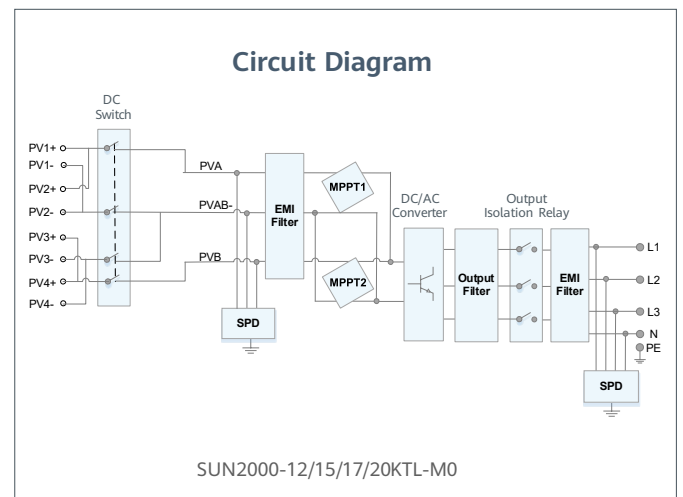 Circuit Diagram
DC
Switch
PV1+
PV1-
PV2+
PV2-
PV3+
PV3-
PV4+
PV4-
PVA
PVAB-
PVB
EMI
Filter
SPD
MPPT1
MPPT2
DC/AC
Converter
Output
Filter
Output
Isolation Relay
EMI
Filter
L1
L2
L3
N
PE
SPD
SUN2000-12/15/17/20KTL-M0